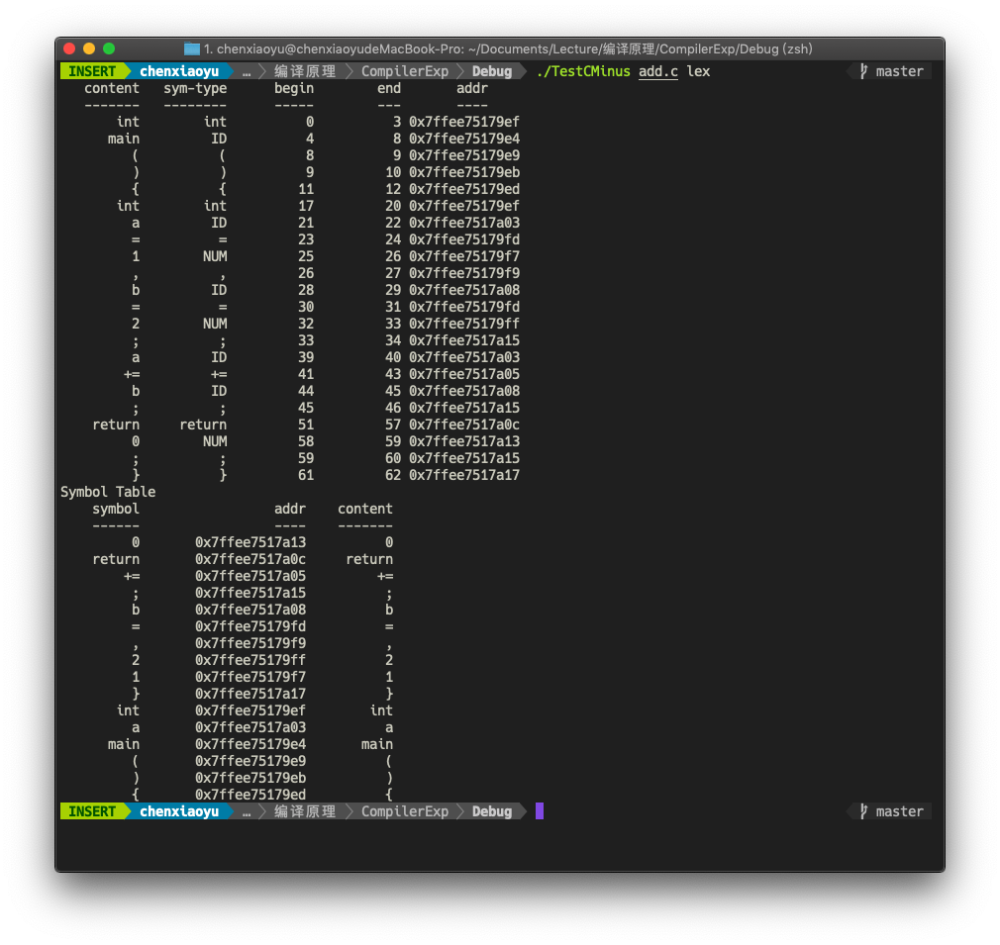 1. chenxiaoyu@chenxiaoyudeMacBook-Pro: ~/Documents/Lecture/编译原理/CompilerExp/Debug (zsh)
INSERT chenxiaoyu … 编译原理 CompilerExp Debug ./TestCMinus add.c lex master
content sym-type begin end addr
------- -------- ----- --- ----
int int 0 3 0x7ffee75179ef
main ID 4 8 0x7ffee75179e4
( ( 8 9 0x7ffee75179e9
) ) 9 10 0x7ffee75179eb
{ { 11 12 0x7ffee75179ed
int int 17 20 0x7ffee75179ef
a ID 21 22 0x7ffee7517a03
= = 23 24 0x7ffee75179fd
1 NUM 25 26 0x7ffee75179f7
, , 26 27 0x7ffee75179f9
b ID 28 29 0x7ffee7517a08
= = 30 31 0x7ffee75179fd
2 NUM 32 33 0x7ffee75179ff
; ; 33 34 0x7ffee7517a15
a ID 39 40 0x7ffee7517a03
+= += 41 43 0x7ffee7517a05
b ID 44 45 0x7ffee7517a08
; ; 45 46 0x7ffee7517a15
return return 51 57 0x7ffee7517a0c
0 NUM 58 59 0x7ffee7517a13
; ; 59 60 0x7ffee7517a15
} } 61 62 0x7ffee7517a17
Symbol Table
symbol addr content
------ ---- -------
0 0x7ffee7517a13 0
return 0x7ffee7517a0c return
+= 0x7ffee7517a05 +=
; 0x7ffee7517a15 ;
b 0x7ffee7517a08 b
= 0x7ffee75179fd =
, 0x7ffee75179f9 ,
2 0x7ffee75179ff 2
1 0x7ffee75179f7 1
} 0x7ffee7517a17 }
int 0x7ffee75179ef int
a 0x7ffee7517a03 a
main 0x7ffee75179e4 main
( 0x7ffee75179e9 (
) 0x7ffee75179eb )
{ 0x7ffee75179ed {
INSERT chenxiaoyu … 编译原理 CompilerExp Debug master